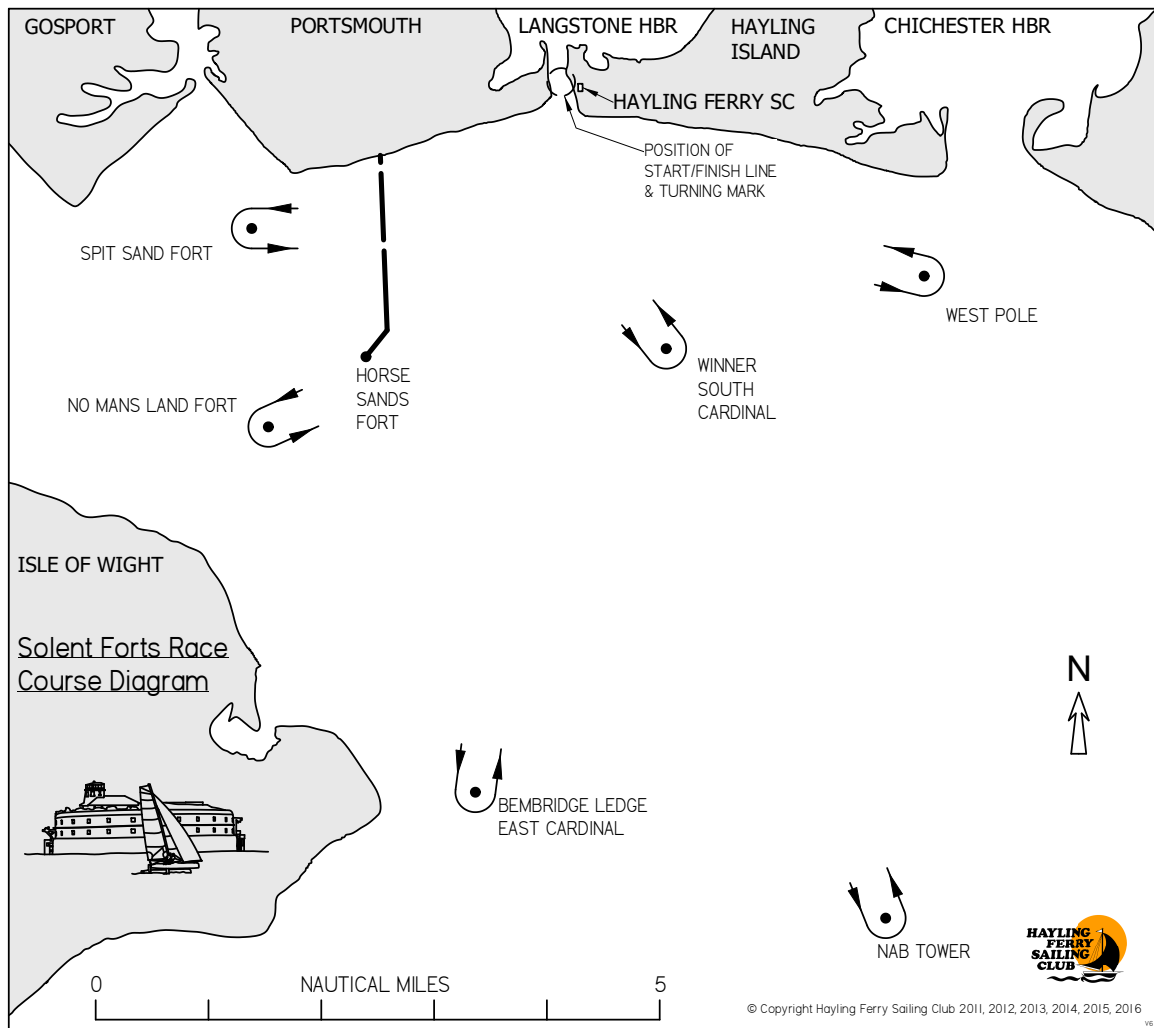 GOSPORT
PORTSMOUTH
LANGSTONE HBR
HAYLING
ISLAND
CHICHESTER HBR
HAYLING FERRY SC
POSITION OF
START/FINISH LINE
& TURNING MARK
SPIT SAND FORT
WEST POLE
HORSE
SANDS
FORT
WINNER
SOUTH
CARDINAL
NO MANS LAND FORT
ISLE OF WIGHT
Solent Forts Race
Course Diagram
N
BEMBRIDGE LEDGE
EAST CARDINAL
NAB TOWER
HAYLING
FERRY
SAILING
CLUB
0
NAUTICAL MILES
5
© Copyright Hayling Ferry Sailing Club 2011, 2012, 2013, 2014, 2015, 2016
V6